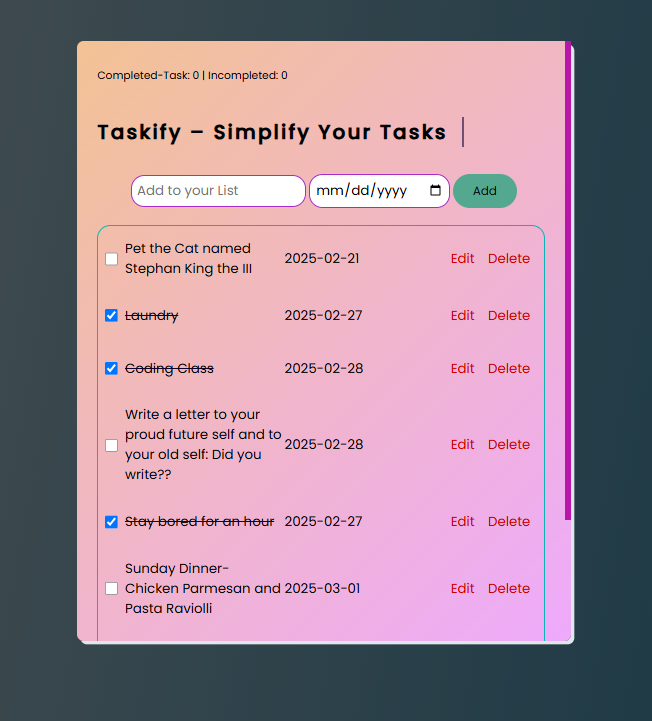 Completed-Task: 0 | Incompleted: 0
Taskify – Simplify Your Tasks
Add to your List mm/dd/yyyy Add
Pet the Cat named
Stephan King the III
2025-02-21 Edit Delete
Laundry 2025-02-27 Edit Delete
Coding Class 2025-02-28 Edit Delete
Write a letter to your
proud future self and to
your old self: Did you
write??
2025-02-28 Edit Delete
Stay bored for an hour 2025-02-27 Edit Delete
Sunday Dinner-
Chicken Parmesan and
Pasta Raviolli
2025-03-01 Edit Delete